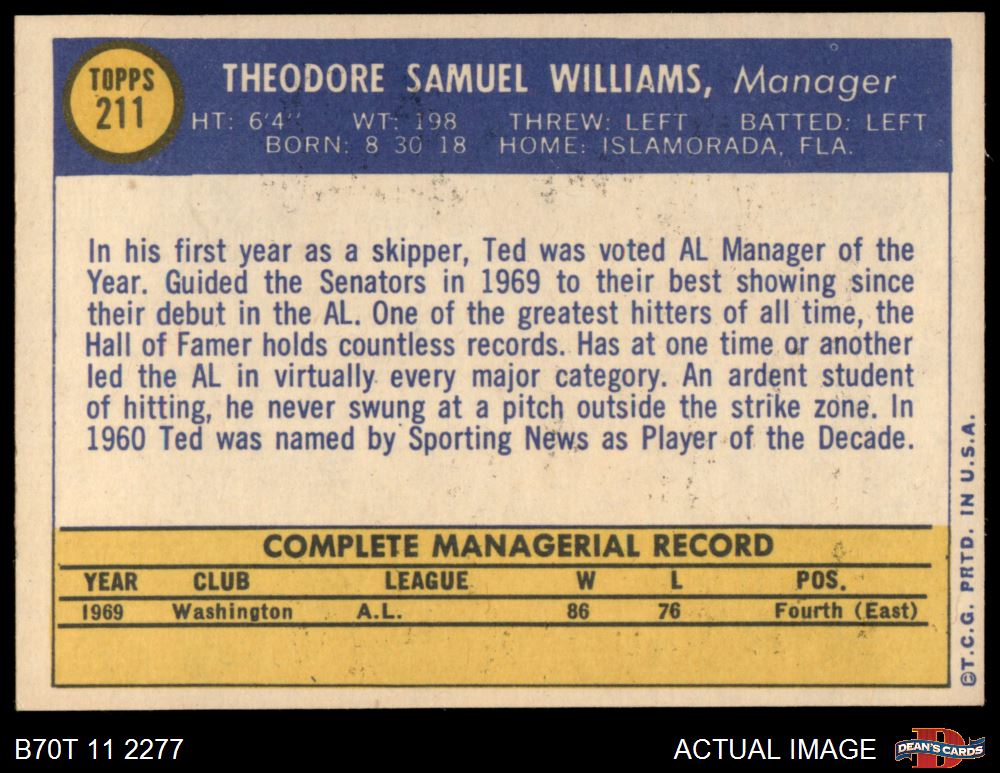 TOPPS
211
THEODORE SAMUEL WILLIAMS, Manager
HT: 6'4" WT: 198 THREW: LEFT BATTED: LEFT
BORN: 8 30 18 HOME: ISLAMORADA, FLA.
In his first year as a skipper, Ted was voted AL Manager of the
Year. Guided the Senators in 1969 to their best showing since
their debut in the AL. One of the greatest hitters of all time, the
Hall of Famer holds countless records. Has at one time or another
led the AL in virtually every major category. An ardent student
of hitting, he never swung at a pitch outside the strike zone. In
1960 Ted was named by Sporting News as Player of the Decade.
COMPLETE MANAGERIAL RECORD
YEAR CLUB LEAGUE W L POS.
1969 Washington A.L. 86 76 Fourth (East)
©T.C.G. PRTD. IN U.S.A.
B70T 11 2277
ACTUAL IMAGE
D
DEAN'S CARDS